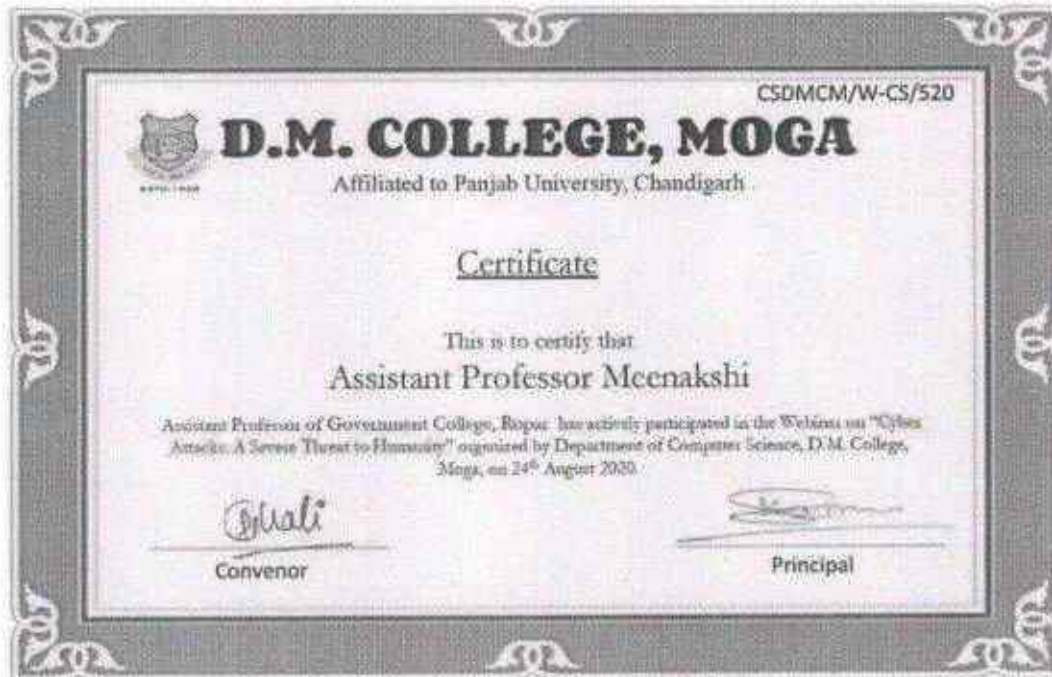 CSDMCM/W-CS/520
D.M. COLLEGE, MOGA
Affiliated to Panjab University, Chandigarh
Certificate
This is to certify that
Assistant Professor Meenakshi
Assistant Professor of Government College, Ropar has actively participated in the Webinar on "Cyber
Attacks: A Severe Threat to Humanity" organized by Department of Computer Science, D.M. College,
Moga, on 24th August 2020.
Convenor
Principal